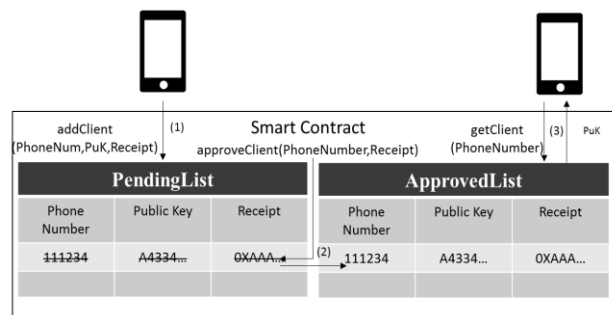 addClient
(PhoneNum,PuK,Receipt)
(1)
Smart Contract
approveClient(PhoneNumber,Receipt)
getClient
(PhoneNumber)
(3)
PuK
PendingList
Phone Number
Public Key
Receipt
111234
A4334...
0XAAA...
(2)
ApprovedList
Phone Number
Public Key
Receipt
111234
A4334...
0XAAA...